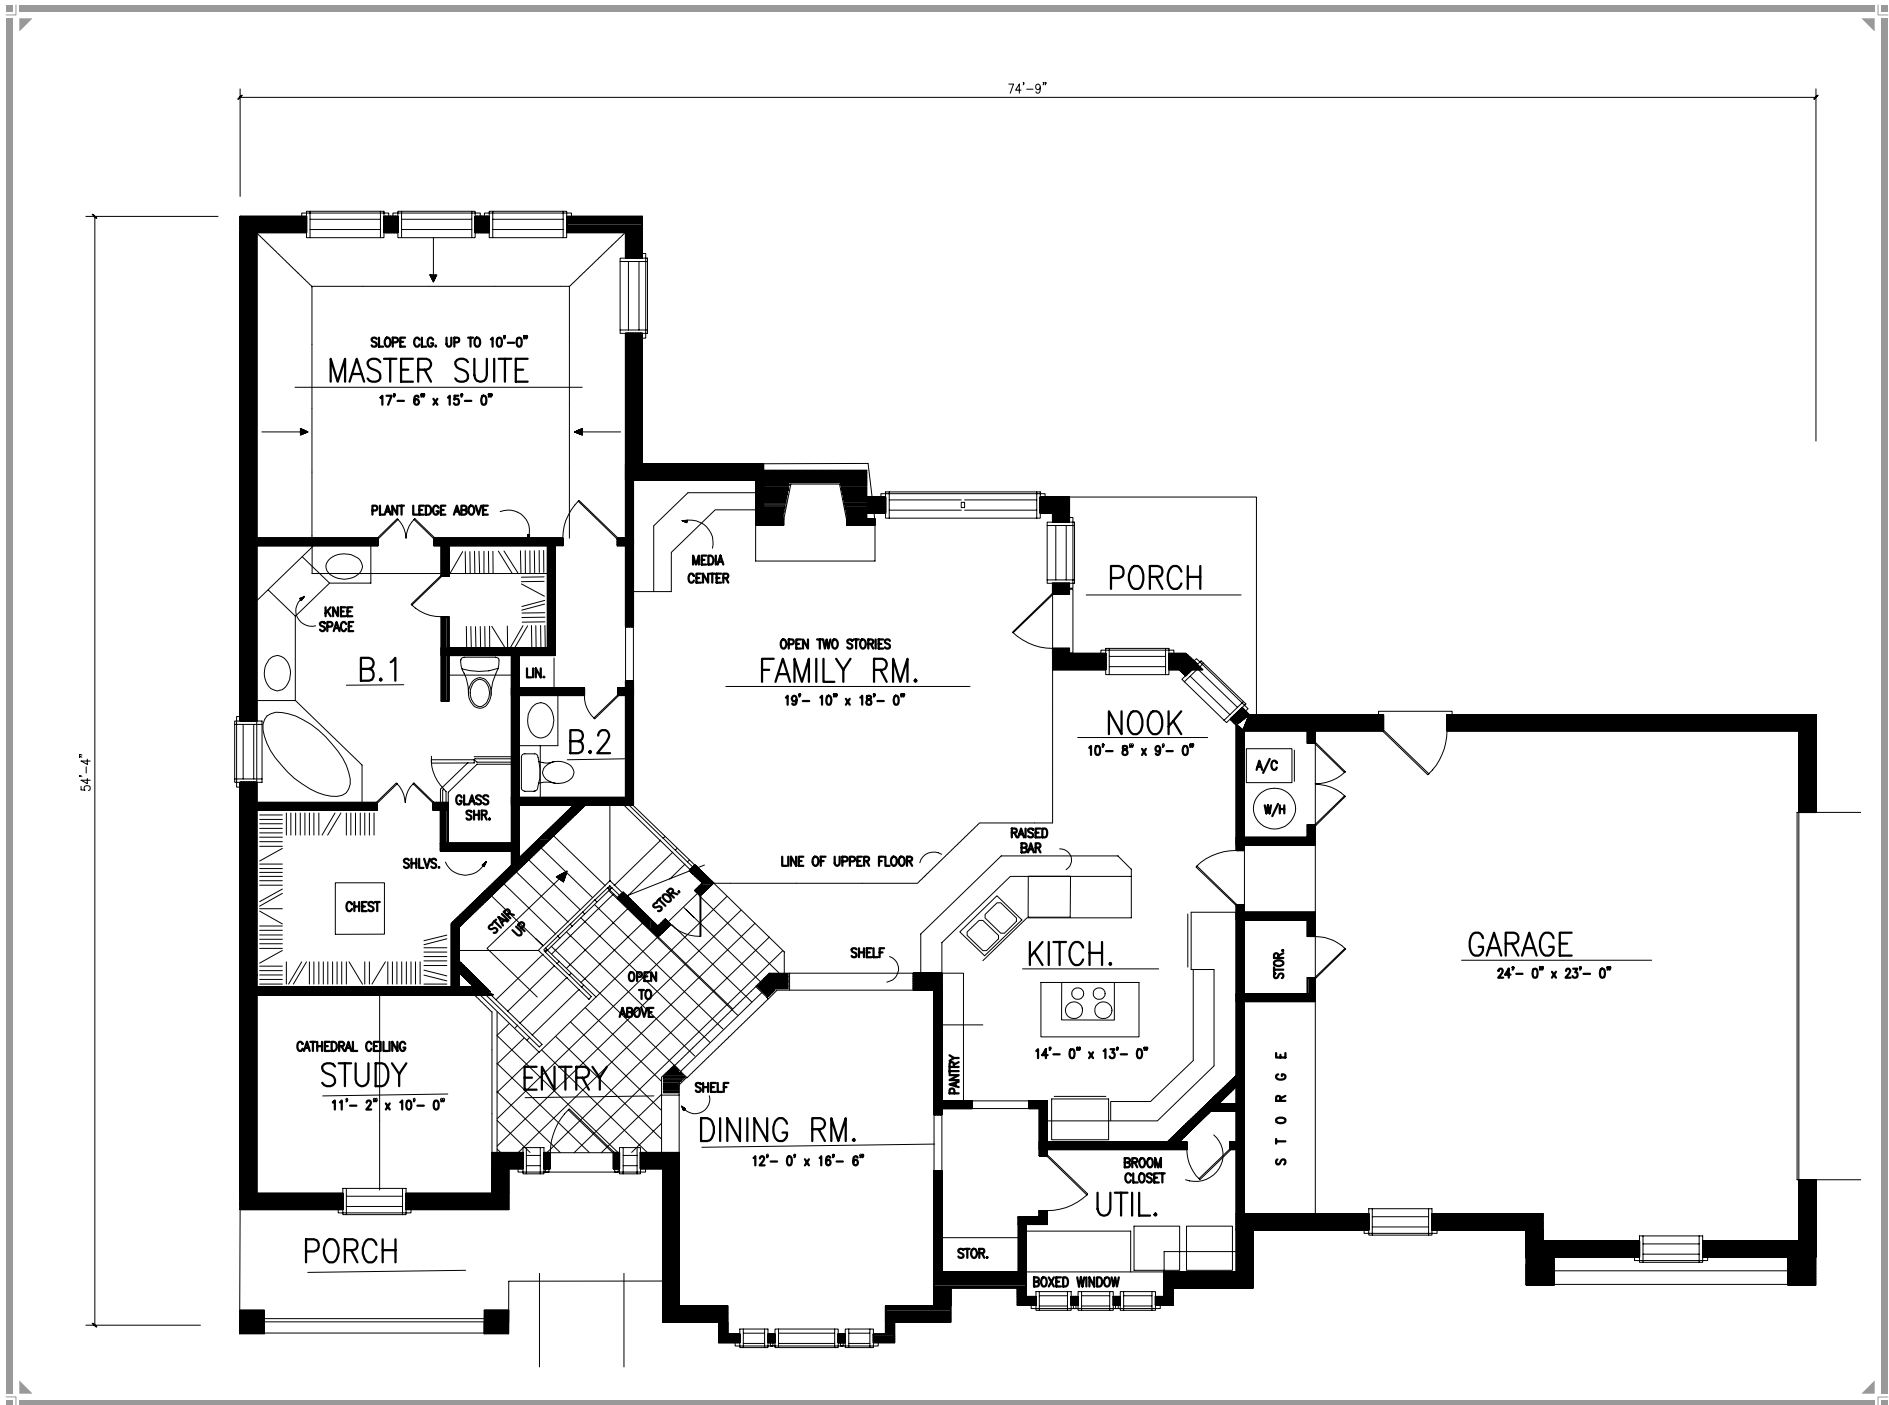 74'-9"
54'-4"
SLOPE CLG. UP TO 10'-0"
MASTER SUITE
17'- 6" x 15'- 0"
PLANT LEDGE ABOVE
MEDIA
CENTER
KNEE
SPACE
B.1
LIN.
B.2
GLASS
SHR.
SHLVS.
CHEST
OPEN TWO STORIES
FAMILY RM.
19'- 10" x 18'- 0"
PORCH
NOOK
10'- 8" x 9'- 0"
A/C
W/H
RAISED
BAR
LINE OF UPPER FLOOR
STOR.
STAIR
UP
OPEN
TO
ABOVE
SHELF
KITCH.
14'- 0" x 13'- 0"
STOR.
GARAGE
24'- 0" x 23'- 0"
CATHEDRAL CEILING
STUDY
11'- 2" x 10'- 0"
ENTRY
SHELF
PANTRY
STORGE
DINING RM.
12'- 0' x 16'- 6"
BROOM
CLOSET
UTIL.
PORCH
STOR.
BOXED WINDOW